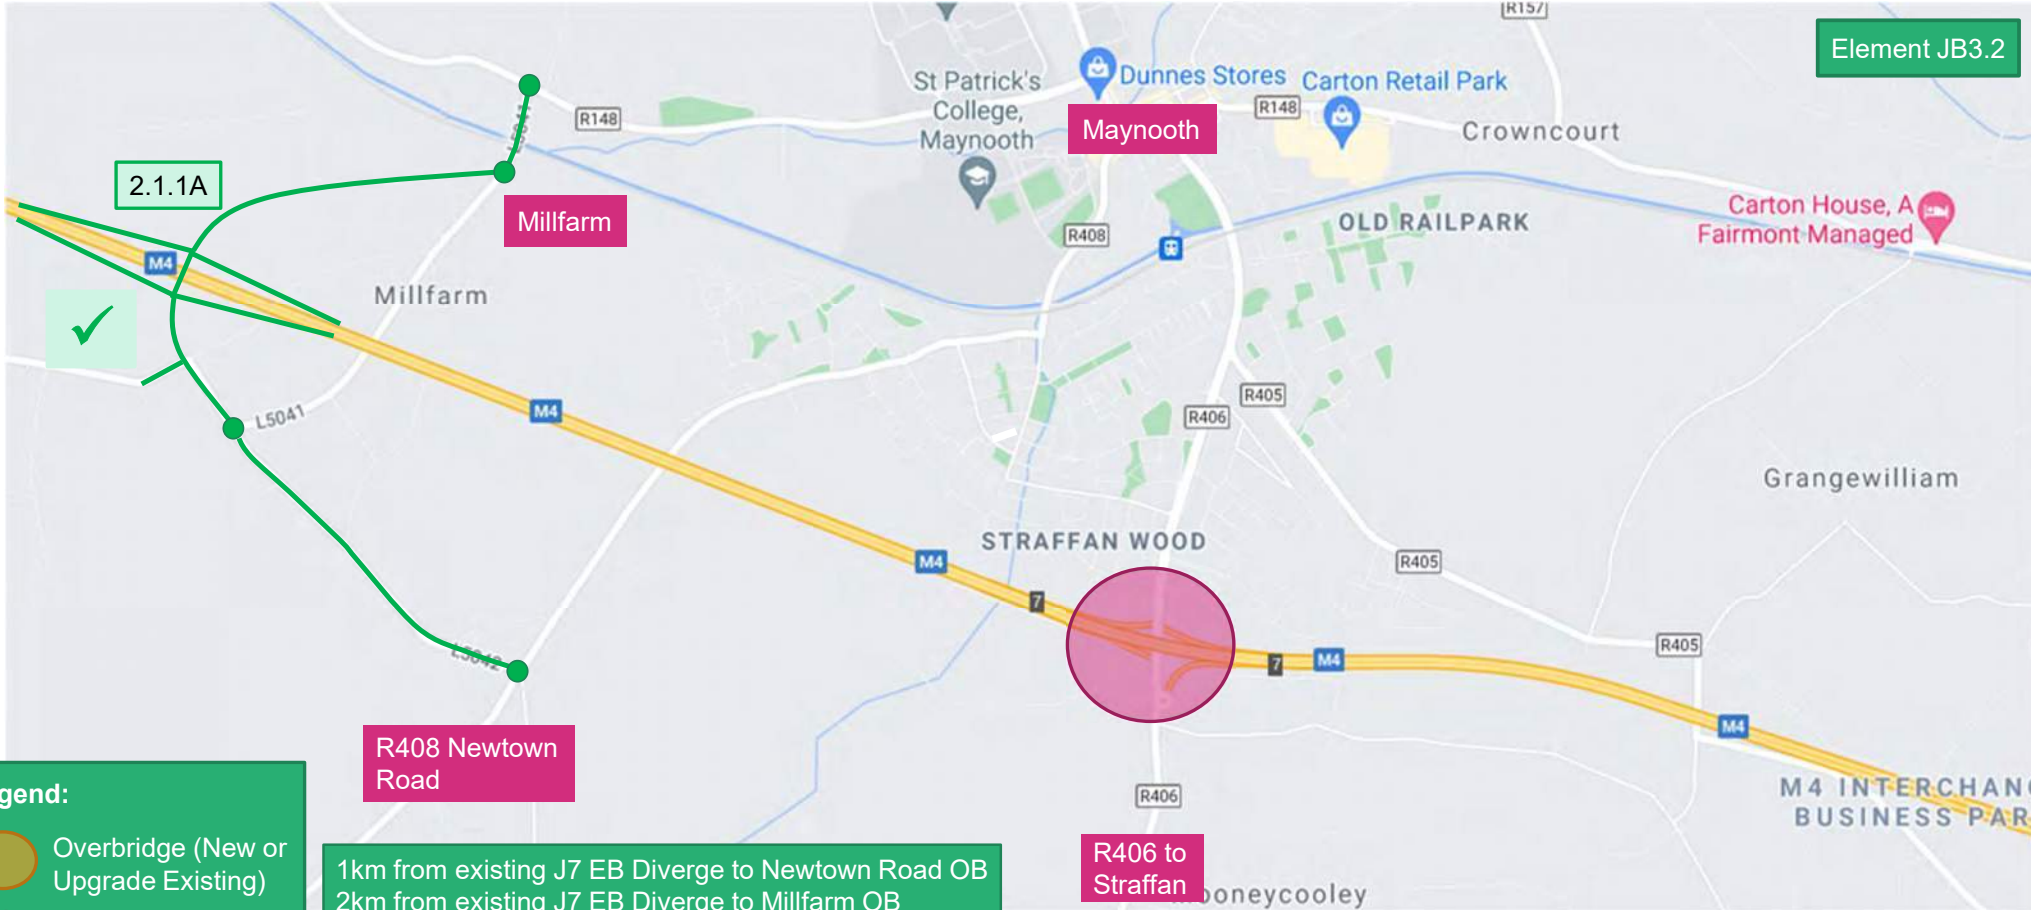 R157
Element JB3.2
St Patrick's
College,
Maynooth
Dunnes Stores
Carton Retail Park
R148
R148
Maynooth
Crowncourt
2.1.1A
Millfarm
R408
OLD RAILPARK
Carton House, A
Fairmont Managed
M4
Millfarm
✓
L5041
M4
R405
R406
Grangewilliam
STRAFFAN WOOD
M4
R405
7
7
M4
R405
L5042
M4
R408 Newtown
Road
R406
M4 INTERCHAN
BUSINESS PAR
gend:
Overbridge (New or
Upgrade Existing)
1km from existing J7 EB Diverge to Newtown Road OB
2km from existing J7 EB Diverge to Millfarm OB
R406 to
Straffan
ooneycooley